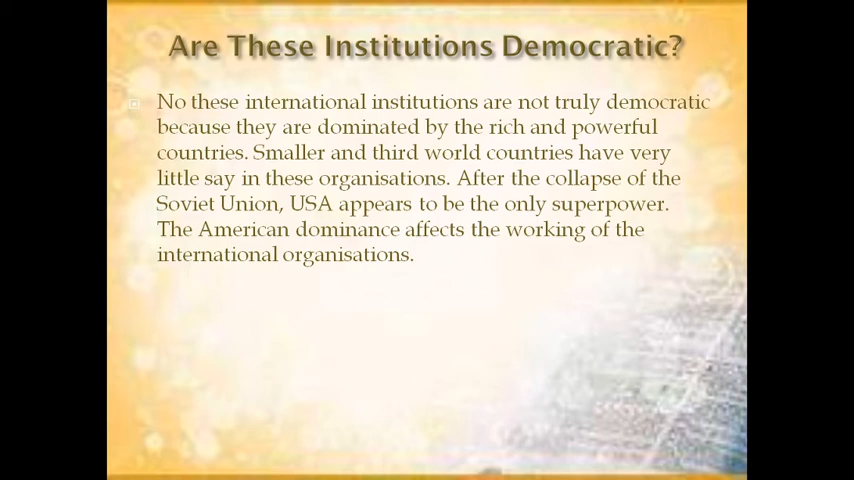 Are These Institutions Democratic?
No these international institutions are not truly democratic
because they are dominated by the rich and powerful
countries. Smaller and third world countries have very
little say in these organisations. After the collapse of the
Soviet Union, USA appears to be the only superpower.
The American dominance affects the working of the
international organisations.